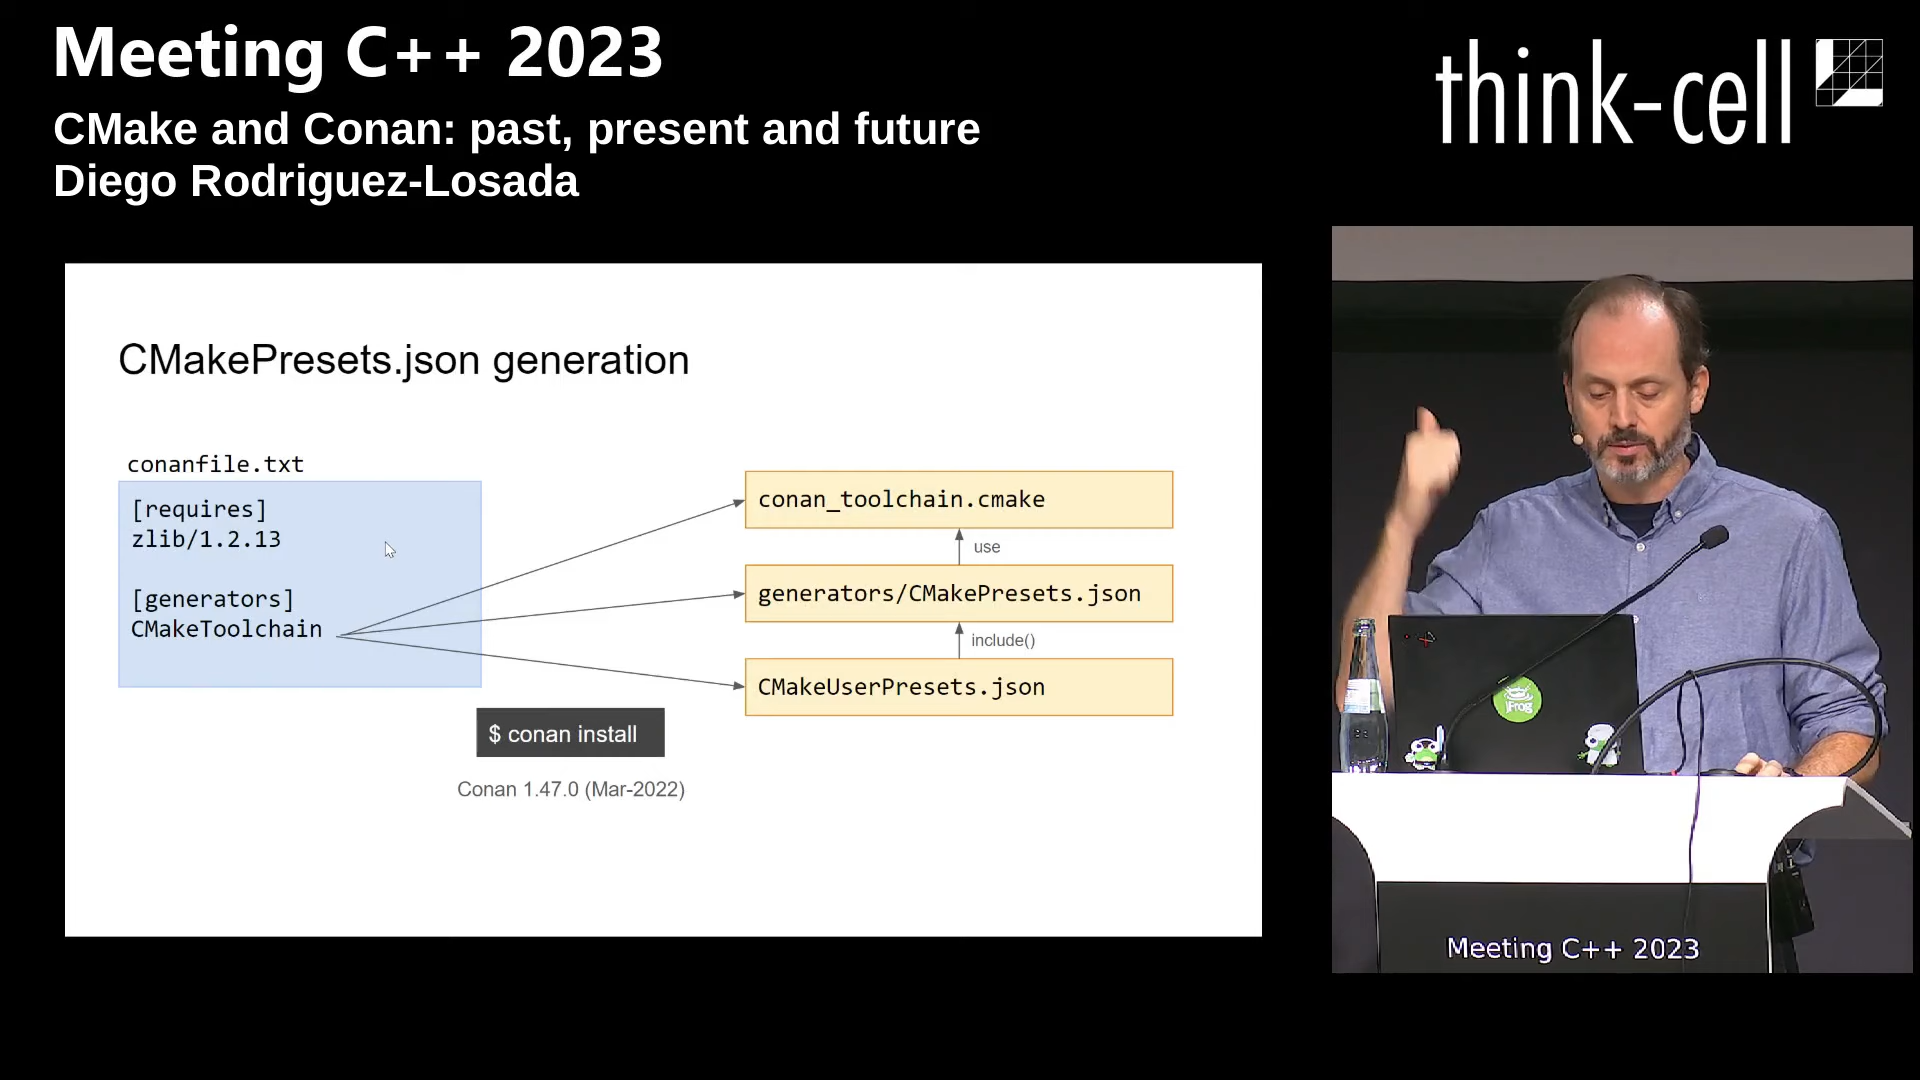 Meeting C++ 2023
CMake and Conan: past, present and future
Diego Rodriguez-Losada
think-cell
CMakePresets.json generation
conanfile.txt
[requires]
zlib/1.2.13
[generators]
CMakeToolchain
conan_toolchain.cmake
use
generators/CMakePresets.json
include()
CMakeUserPresets.json
$ conan install
Conan 1.47.0 (Mar-2022)
jFrog
Meeting C++ 2023